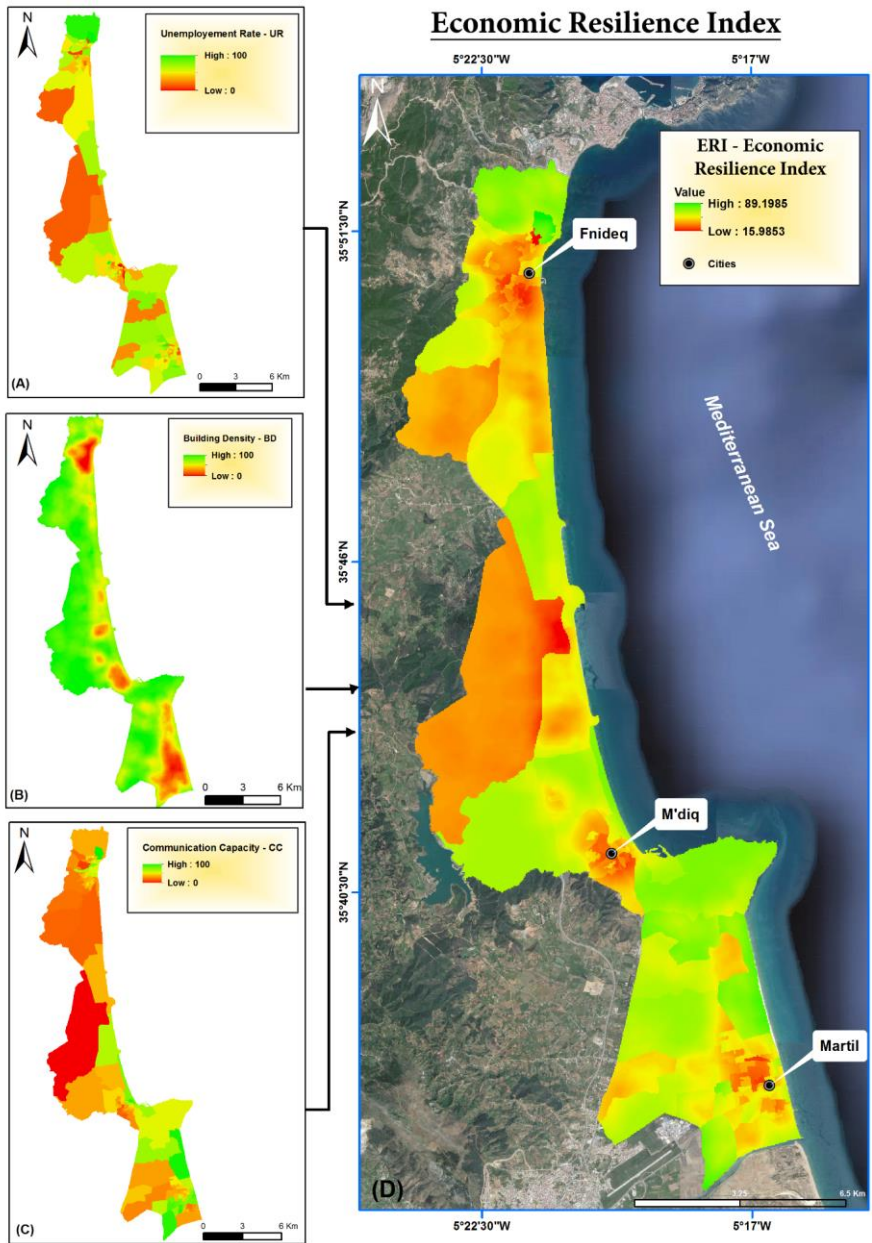 Economic Resilience Index
N
Unemployement Rate - UR
High : 100
Low : 0
0 3 6 Km
(A)
N
Building Density - BD
High : 100
Low : 0
0 3 6 Km
(B)
N
Communication Capacity - CC
High : 100
Low : 0
0 3 6 Km
(C)
5°22'30"W 5°17'W
N
ERI - Economic
Resilience Index
Value
High : 89.1985
Low : 15.9853
Cities
35°51'30"N
Fnideq
Mediterranean Sea
35°46'N
M'diq
35°40'30"N
Martil
(D)
3.25 6.5 Km
5°22'30"W 5°17'W